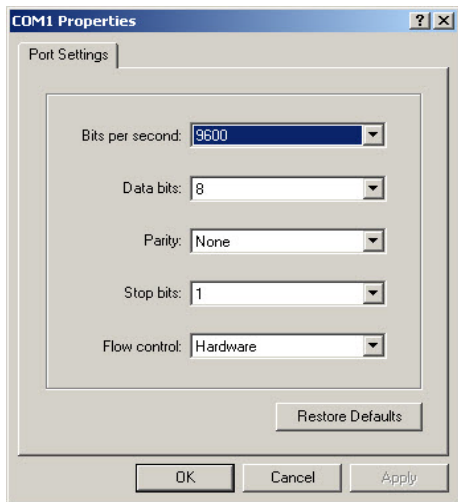 COM1 Properties
Port Settings
Bits per second: 9600
Data bits: 8
Parity: None
Stop bits: 1
Flow control: Hardware
Restore Defaults
OK Cancel Apply